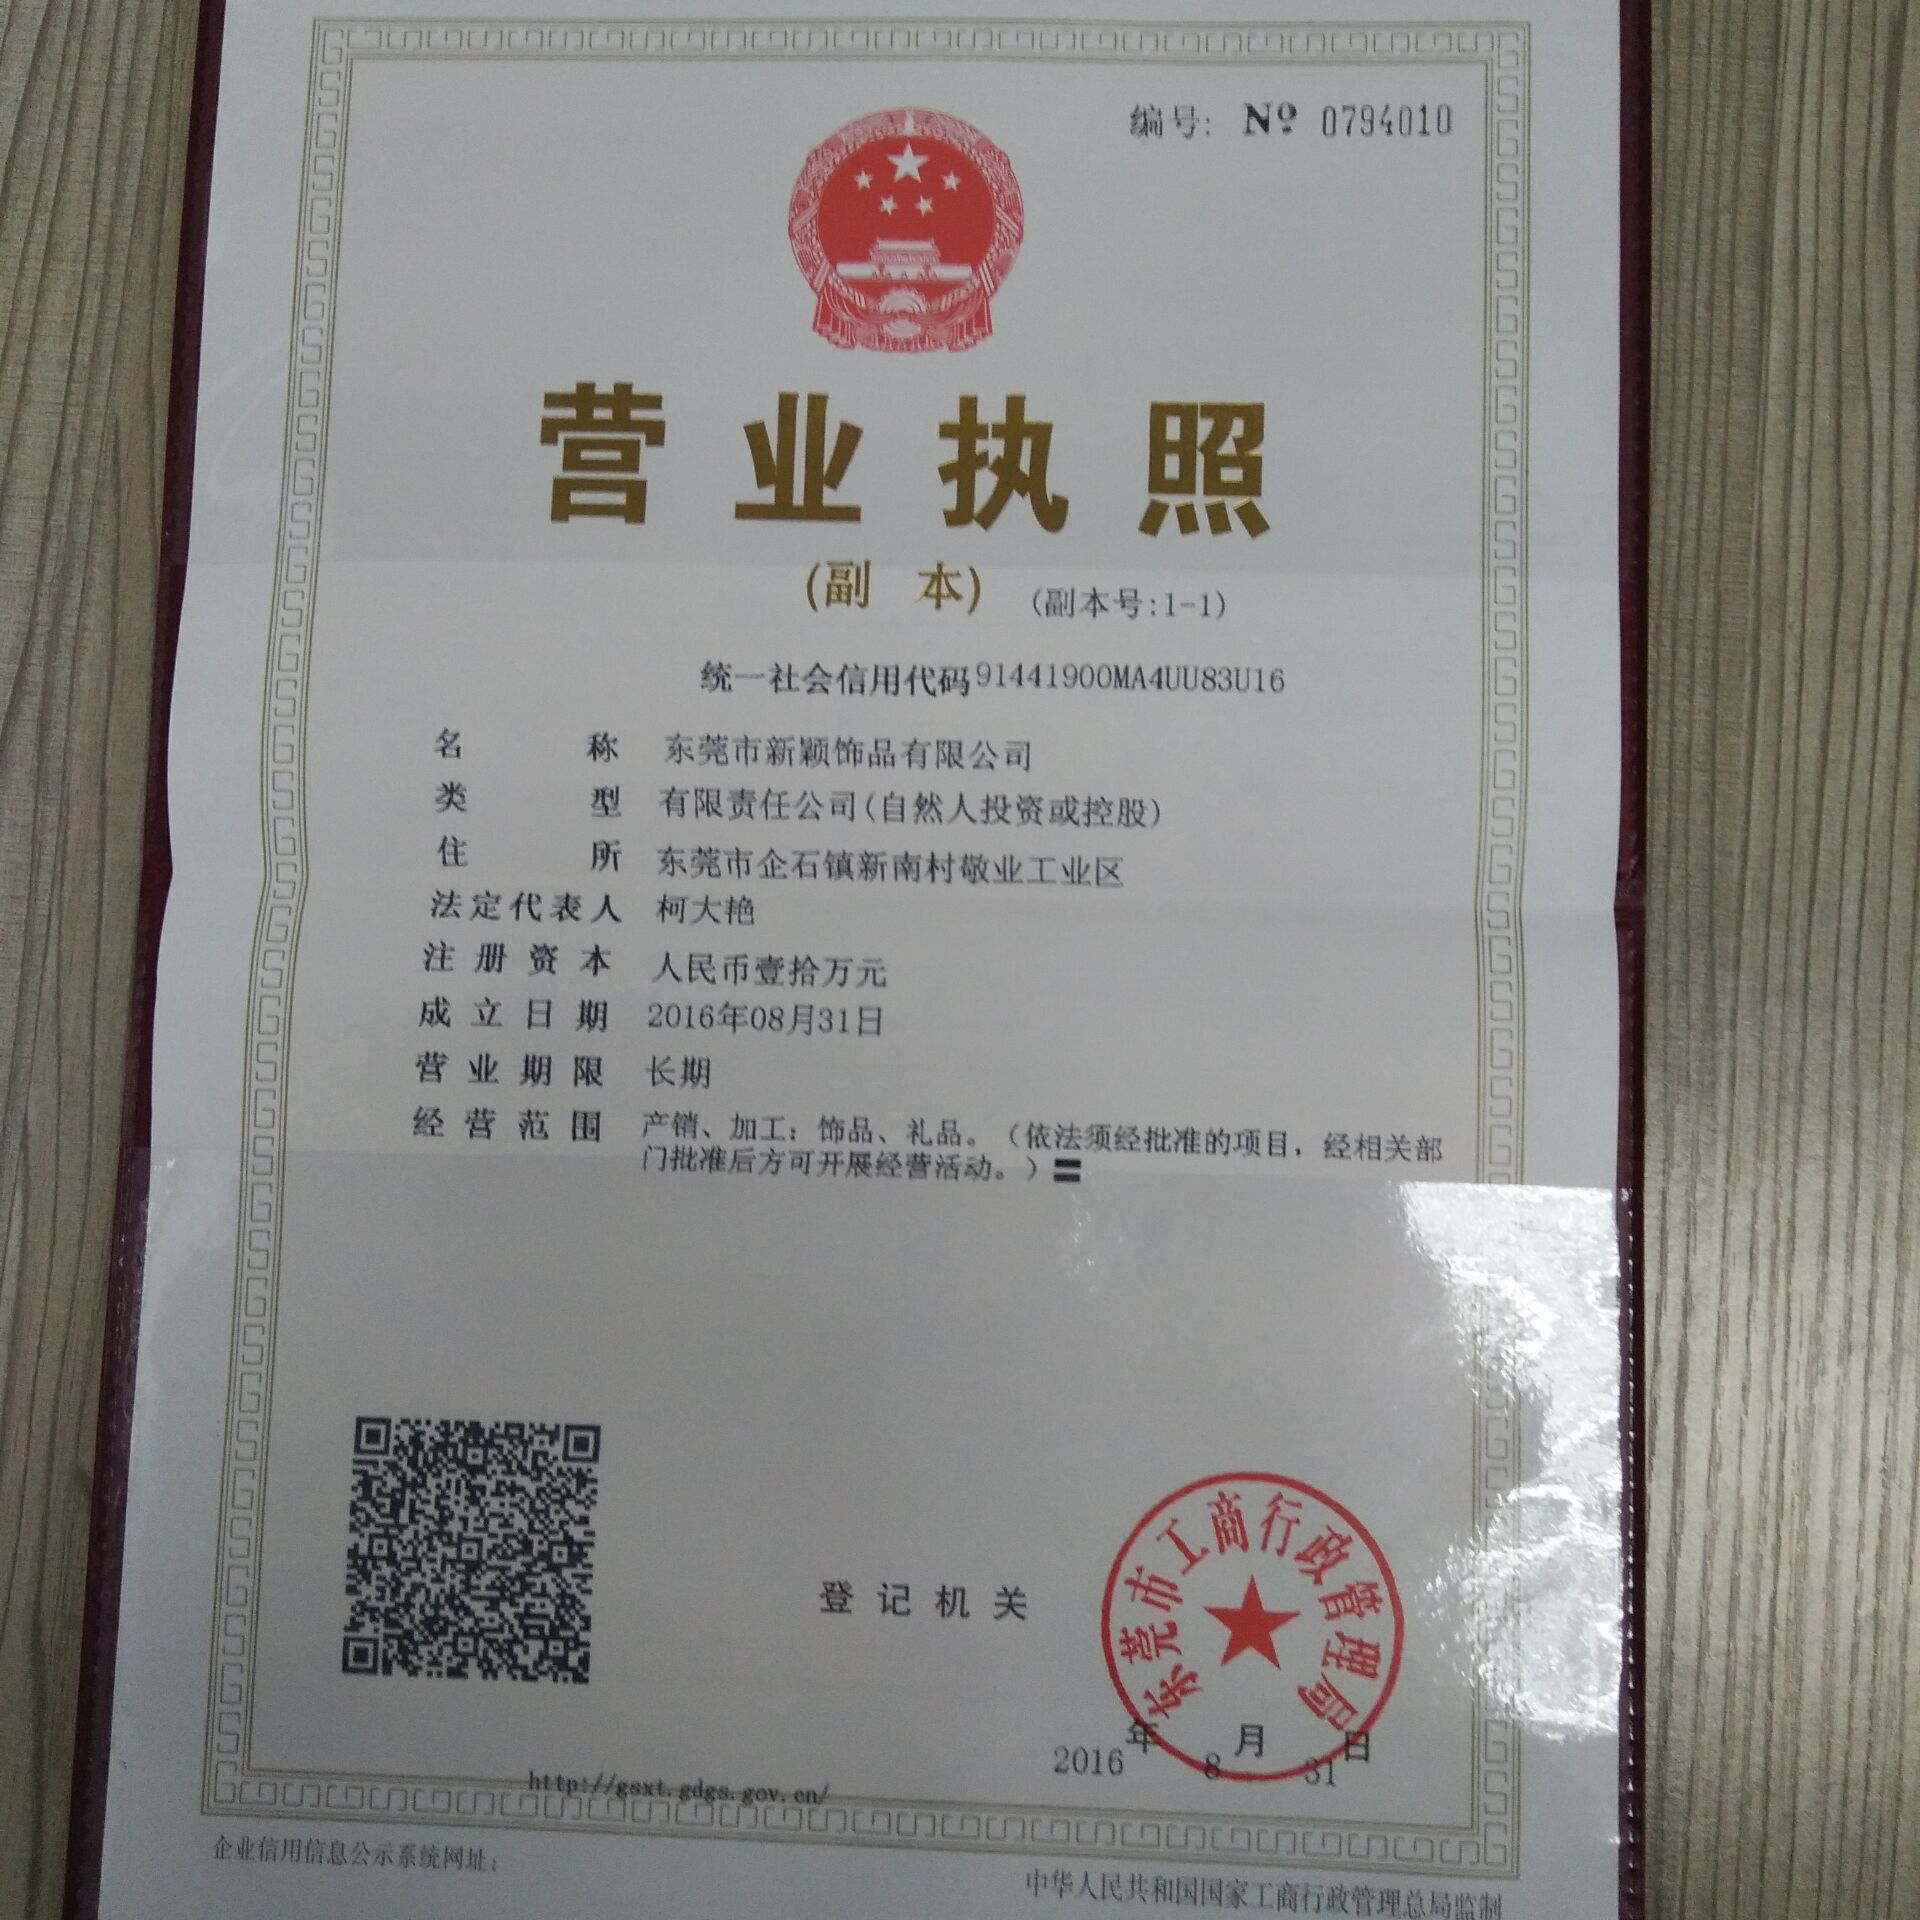 编号: № 0794010
营业执照
(副 本) (副本号:1-1)
统一社会信用代码91441900MA4UU83U16
名 称 东莞市新颖饰品有限公司
类 型 有限责任公司(自然人投资或控股)
住 所 东莞市企石镇新南村敬业工业区
法定代表人 柯大艳
注册资本 人民币壹拾万元
成立日期 2016年08月31日
营业期限 长期
经营范围 产销、加工：饰品、礼品。（依法须经批准的项目，经相关部
门批准后方可开展经营活动。）〓
东莞市工商行政管理局
登记机关
2016年8月31日
http://gsxt.gdgs.gov.cn/
企业信用信息公示系统网址:
中华人民共和国国家工商行政管理总局监制